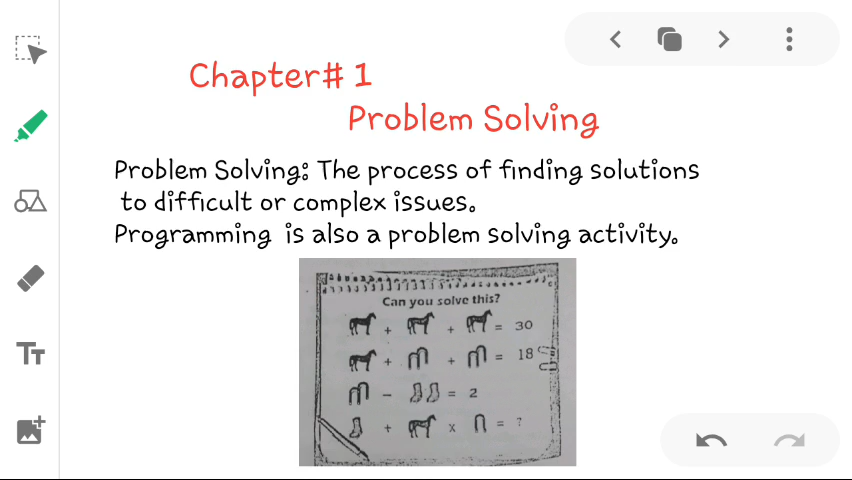 Chapter# 1
Problem Solving
Problem Solving: The process of finding solutions
to difficult or complex issues.
Programming is also a problem solving activity.
Can you solve this?
+ + = 30
+ + = 18
- = 2
+ x = ?
Tт